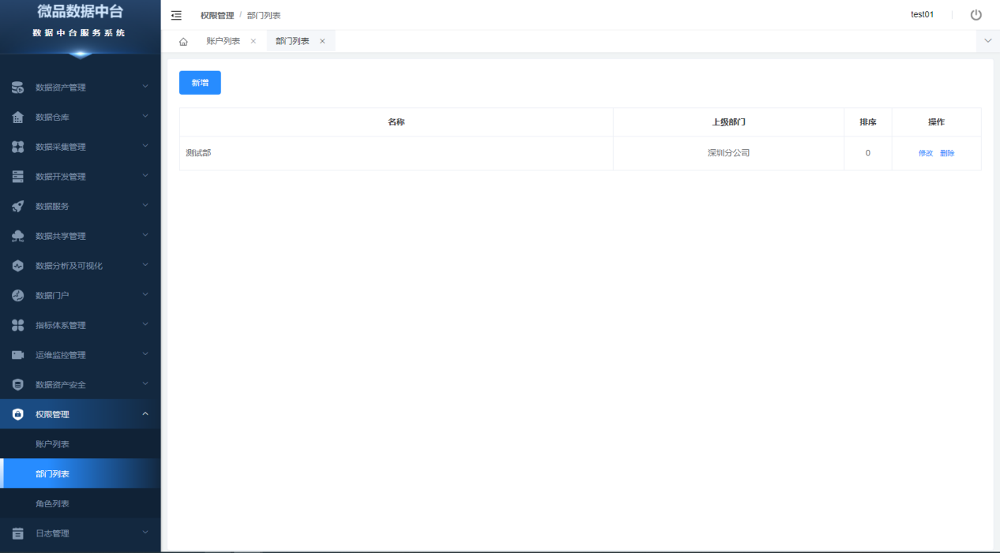 微品数据中台
数据中台服务系统
数据资产管理
数据仓库
数据采集管理
数据开发管理
数据服务
数据共享管理
数据分析及可视化
数据门户
指标体系管理
运维监控管理
数据资产安全
权限管理
账户列表
部门列表
角色列表
日志管理
权限管理 / 部门列表
test01
账户列表 × 部门列表 ×
新增
名称 上级部门 排序 操作
测试部 深圳分公司 0 修改 删除